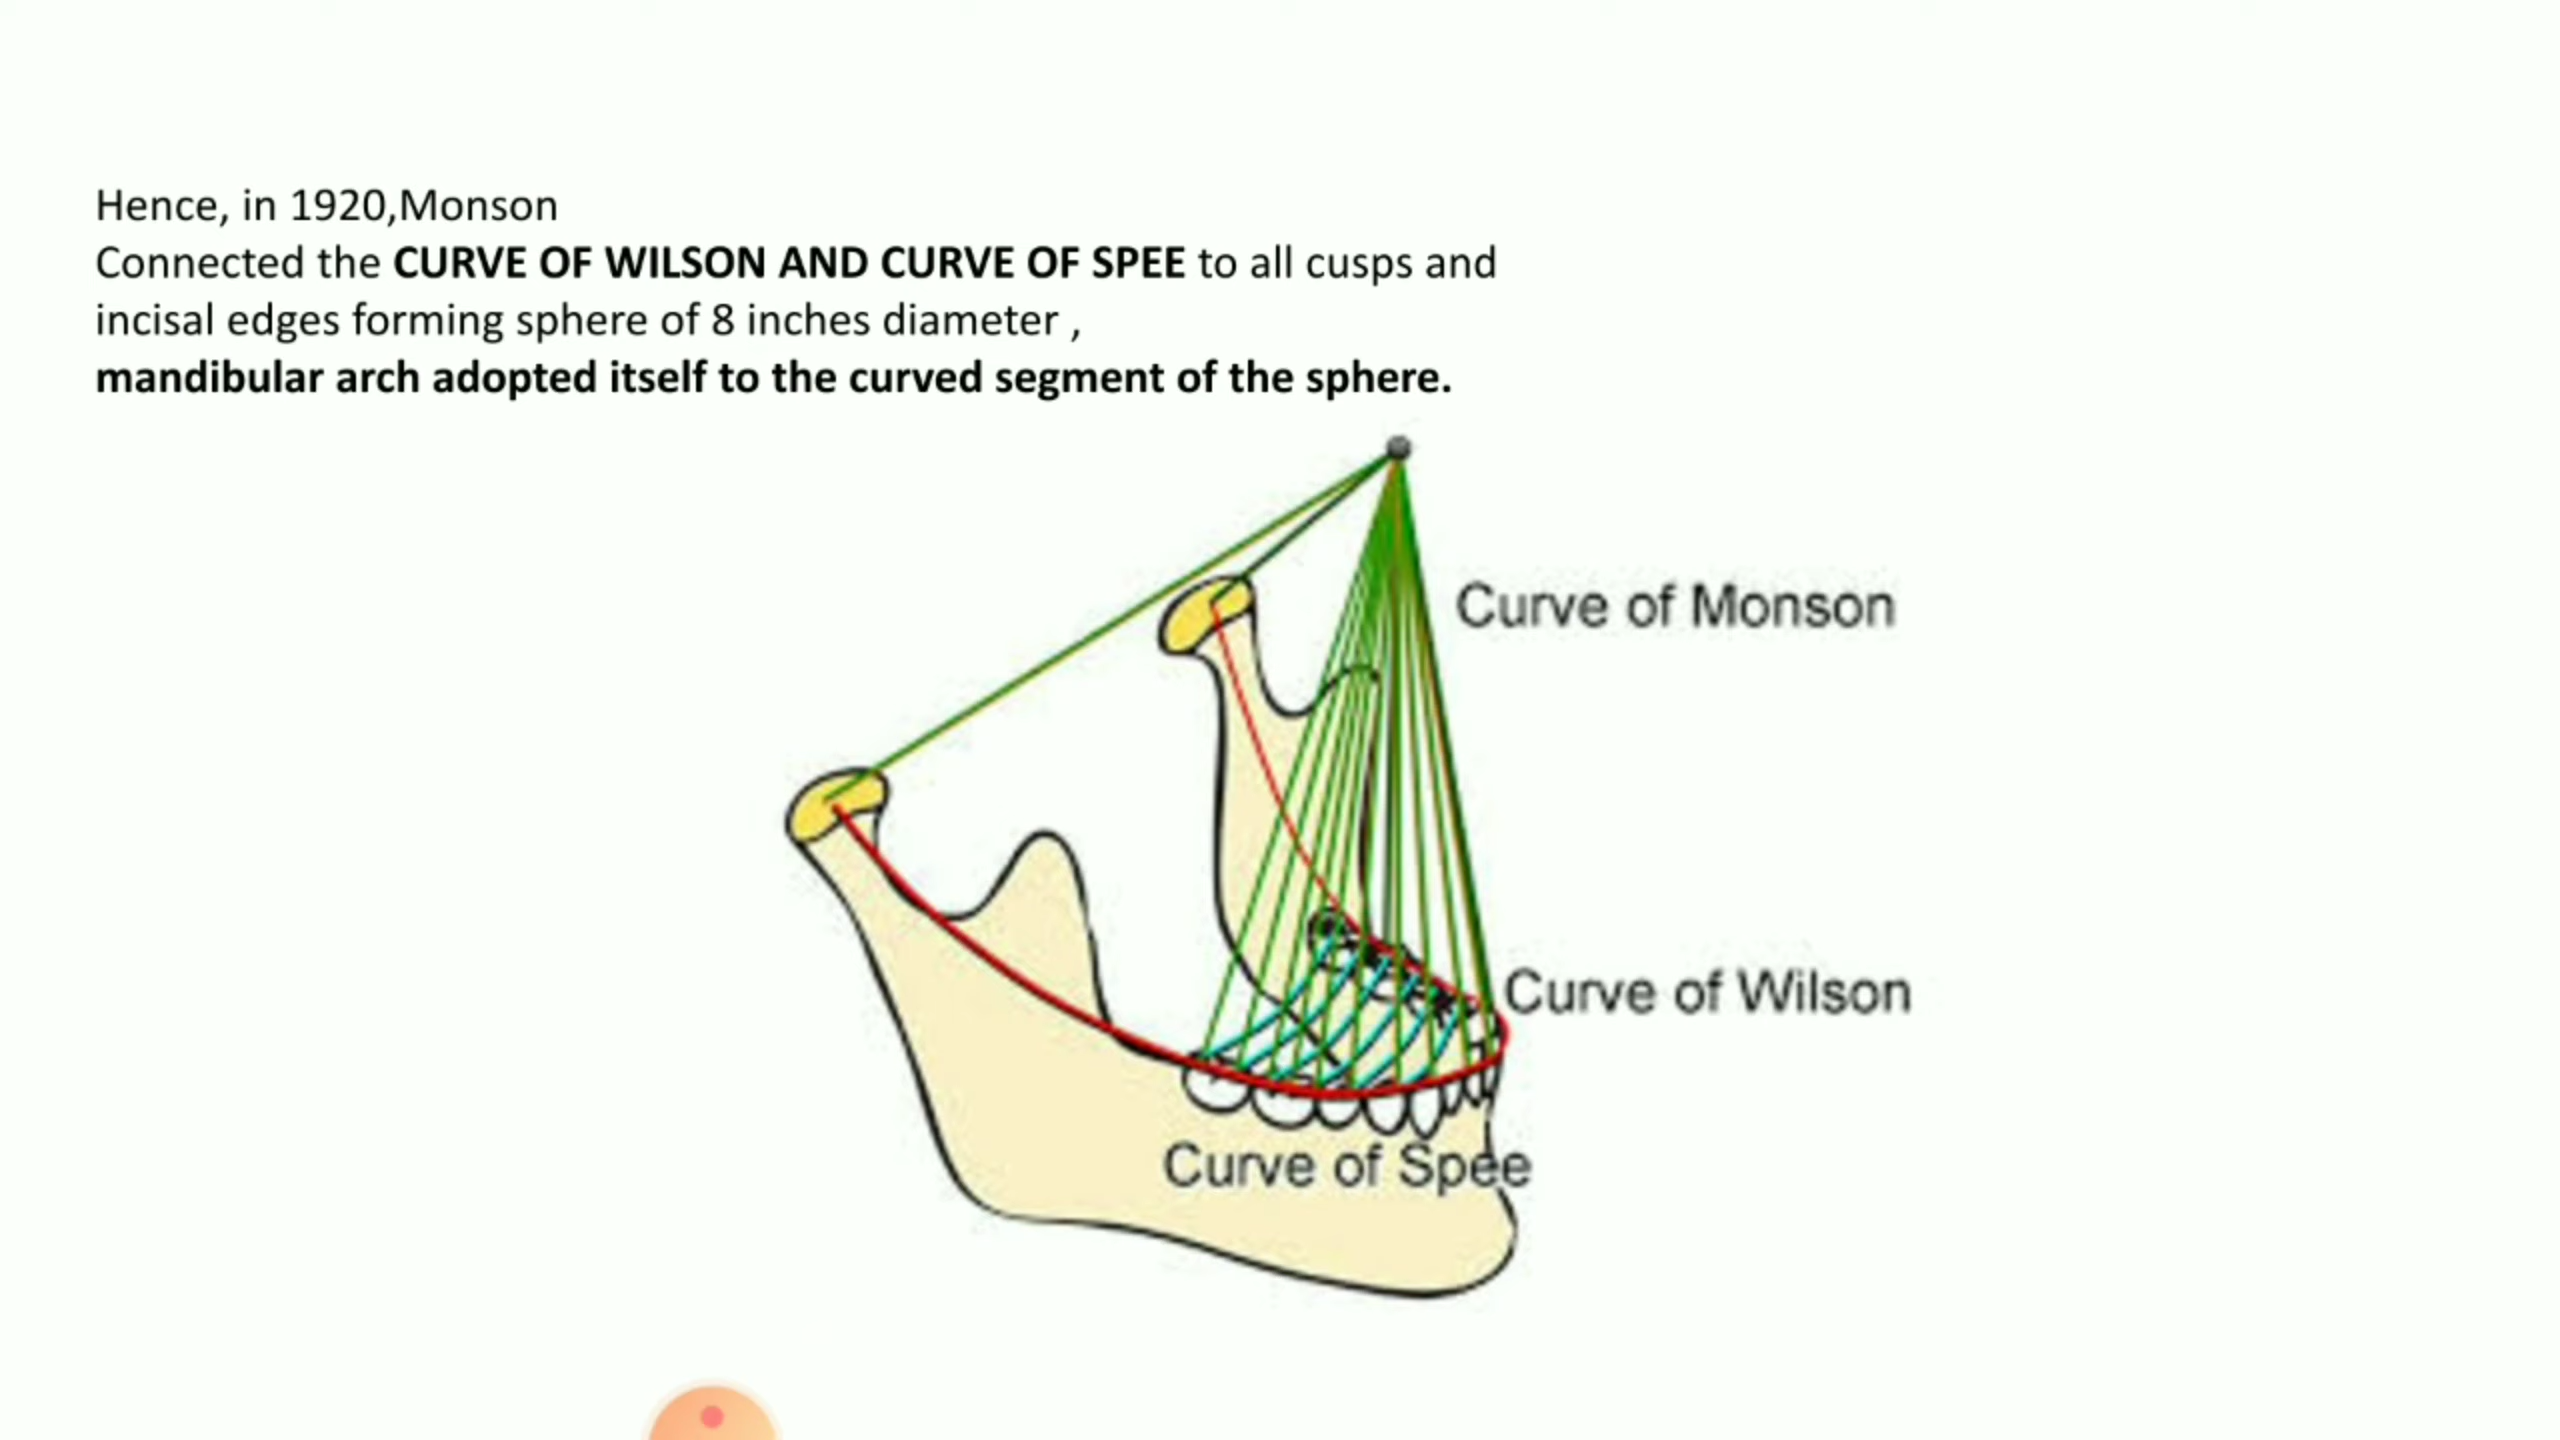 Hence, in 1920,Monson
Connected the CURVE OF WILSON AND CURVE OF SPEE to all cusps and
incisal edges forming sphere of 8 inches diameter ,
mandibular arch adopted itself to the curved segment of the sphere.
Curve of Monson
Curve of Wilson
Curve of Spee